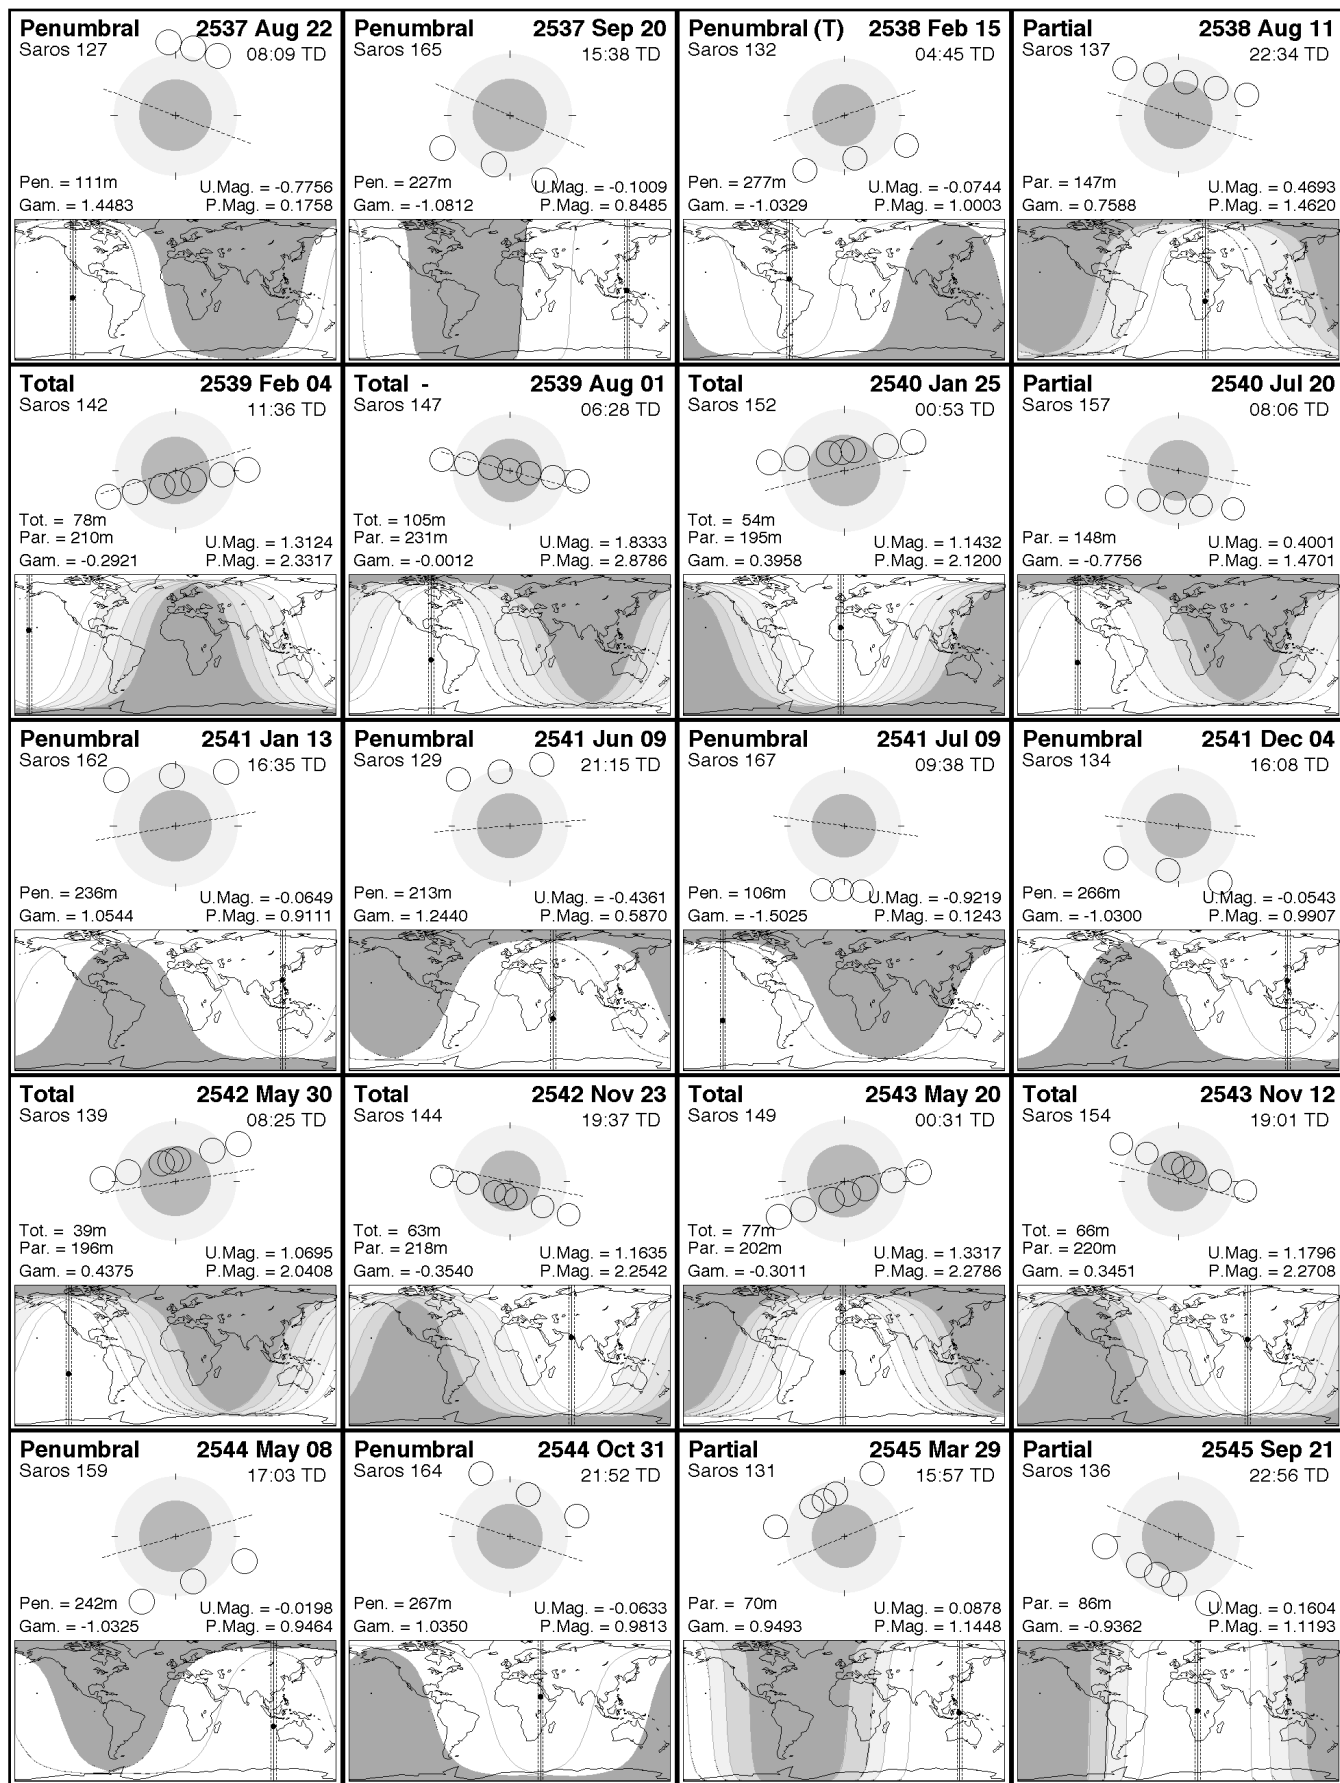 Penumbral 2537 Aug 22
Saros 127 08:09 TD
Pen. = 111m U.Mag. = -0.7756
Gam. = 1.4483 P.Mag. = 0.1758
Penumbral 2537 Sep 20
Saros 165 15:38 TD
Pen. = 227m U.Mag. = -0.1009
Gam. = -1.0812 P.Mag. = 0.8485
Penumbral (T) 2538 Feb 15
Saros 132 04:45 TD
Pen. = 277m U.Mag. = -0.0744
Gam. = -1.0329 P.Mag. = 1.0003
Partial 2538 Aug 11
Saros 137 22:34 TD
Par. = 147m U.Mag. = 0.4693
Gam. = 0.7588 P.Mag. = 1.4620
Total 2539 Feb 04
Saros 142 11:36 TD
Tot. = 78m
Par. = 210m U.Mag. = 1.3124
Gam. = -0.2921 P.Mag. = 2.3317
Total - 2539 Aug 01
Saros 147 06:28 TD
Tot. = 105m
Par. = 231m U.Mag. = 1.8333
Gam. = -0.0012 P.Mag. = 2.8786
Total 2540 Jan 25
Saros 152 00:53 TD
Tot. = 54m
Par. = 195m U.Mag. = 1.1432
Gam. = 0.3958 P.Mag. = 2.1200
Partial 2540 Jul 20
Saros 157 08:06 TD
Par. = 148m U.Mag. = 0.4001
Gam. = -0.7756 P.Mag. = 1.4701
Penumbral 2541 Jan 13
Saros 162 16:35 TD
Pen. = 236m U.Mag. = -0.0649
Gam. = 1.0544 P.Mag. = 0.9111
Penumbral 2541 Jun 09
Saros 129 21:15 TD
Pen. = 213m U.Mag. = -0.4361
Gam. = 1.2440 P.Mag. = 0.5870
Penumbral 2541 Jul 09
Saros 167 09:38 TD
Pen. = 106m U.Mag. = -0.9219
Gam. = -1.5025 P.Mag. = 0.1243
Penumbral 2541 Dec 04
Saros 134 16:08 TD
Pen. = 266m U.Mag. = -0.0543
Gam. = -1.0300 P.Mag. = 0.9907
Total 2542 May 30
Saros 139 08:25 TD
Tot. = 39m
Par. = 196m U.Mag. = 1.0695
Gam. = 0.4375 P.Mag. = 2.0408
Total 2542 Nov 23
Saros 144 19:37 TD
Tot. = 63m
Par. = 218m U.Mag. = 1.1635
Gam. = -0.3540 P.Mag. = 2.2542
Total 2543 May 20
Saros 149 00:31 TD
Tot. = 77m
Par. = 202m U.Mag. = 1.3317
Gam. = -0.3011 P.Mag. = 2.2786
Total 2543 Nov 12
Saros 154 19:01 TD
Tot. = 66m
Par. = 220m U.Mag. = 1.1796
Gam. = 0.3451 P.Mag. = 2.2708
Penumbral 2544 May 08
Saros 159 17:03 TD
Pen. = 242m U.Mag. = -0.0198
Gam. = -1.0325 P.Mag. = 0.9464
Penumbral 2544 Oct 31
Saros 164 21:52 TD
Pen. = 267m U.Mag. = -0.0633
Gam. = 1.0350 P.Mag. = 0.9813
Partial 2545 Mar 29
Saros 131 15:57 TD
Par. = 70m U.Mag. = 0.0878
Gam. = 0.9493 P.Mag. = 1.1448
Partial 2545 Sep 21
Saros 136 22:56 TD
Par. = 86m U.Mag. = 0.1604
Gam. = -0.9362 P.Mag. = 1.1193